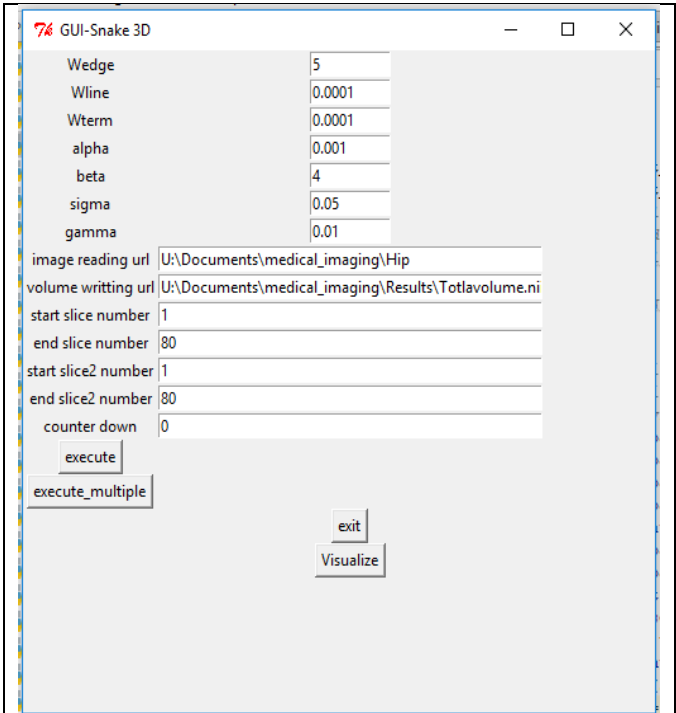 GUI-Snake 3D
Wedge 5
Wline 0.0001
Wterm 0.0001
alpha 0.001
beta 4
sigma 0.05
gamma 0.01
image reading url U:\Documents\medical_imaging\Hip
volume writting url U:\Documents\medical_imaging\Results\Totlavolume.ni
start slice number 1
end slice number 80
start slice2 number 1
end slice2 number 80
counter down 0
execute
execute_multiple
exit
Visualize